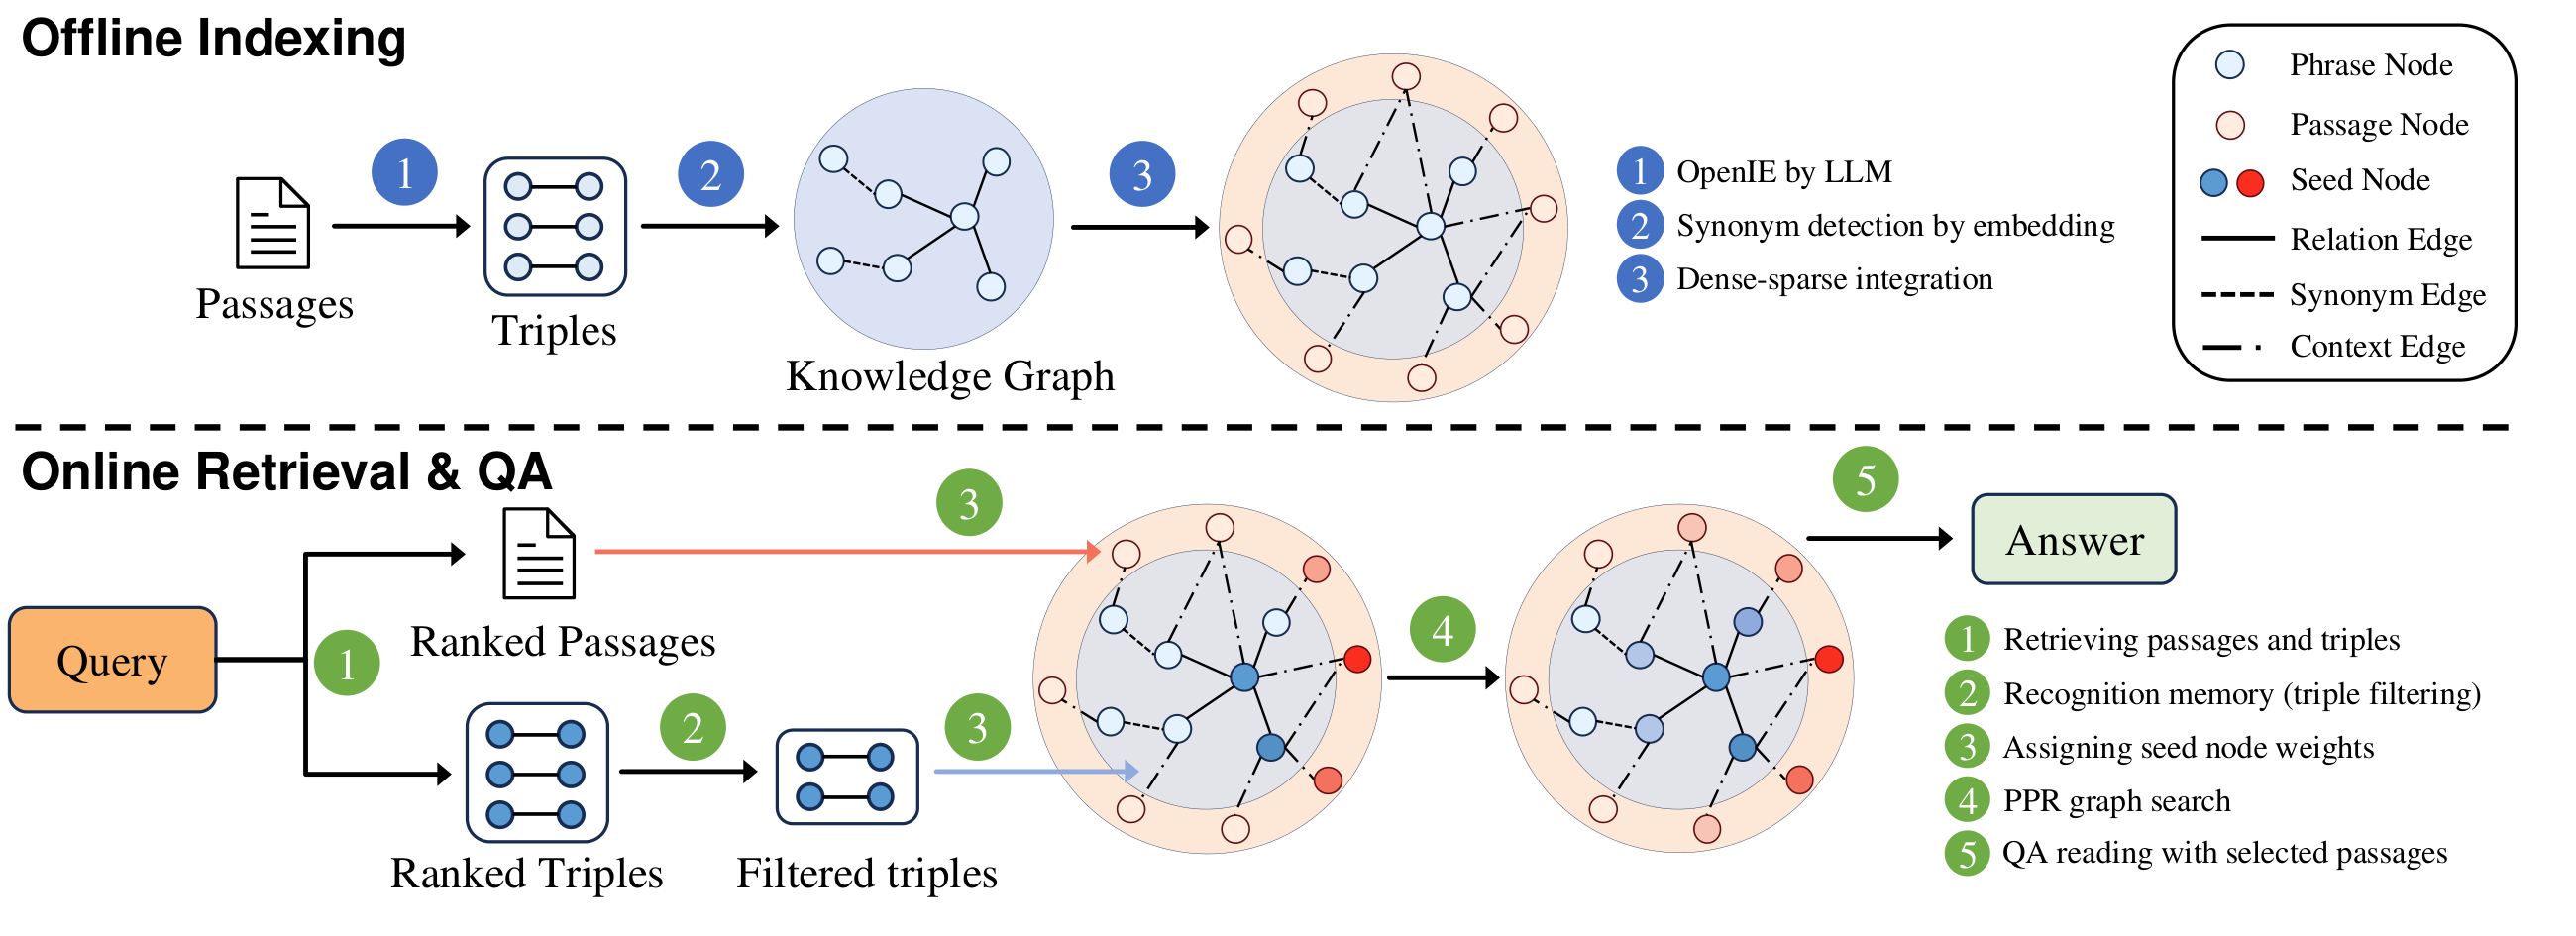 Offline Indexing
1
2
3
Passages
Triples
Knowledge Graph
1 OpenIE by LLM
2 Synonym detection by embedding
3 Dense-sparse integration
Phrase Node
Passage Node
Seed Node
Relation Edge
Synonym Edge
Context Edge
Online Retrieval & QA
Query
1
Ranked Passages
3
Ranked Triples
2
Filtered triples
3
4
5
Answer
1 Retrieving passages and triples
2 Recognition memory (triple filtering)
3 Assigning seed node weights
4 PPR graph search
5 QA reading with selected passages